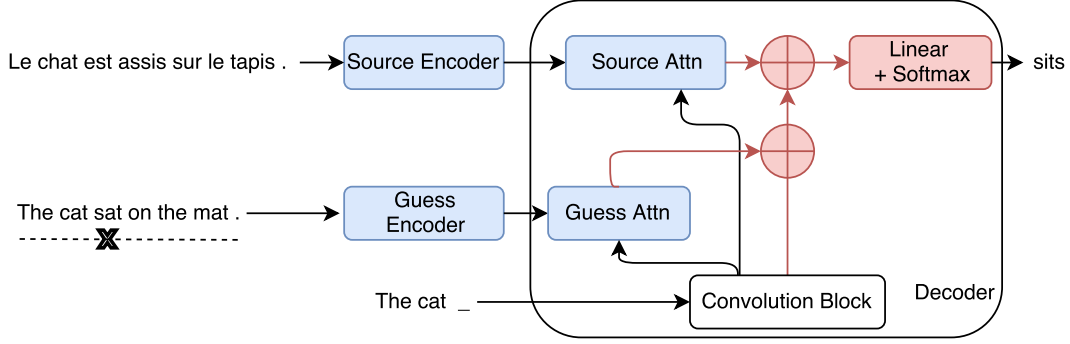 Le chat est assis sur le tapis .
Source Encoder
Source Attn
Linear
+ Softmax
sits
The cat sat on the mat .
X
Guess
Encoder
Guess Attn
The cat _
Convolution Block
Decoder